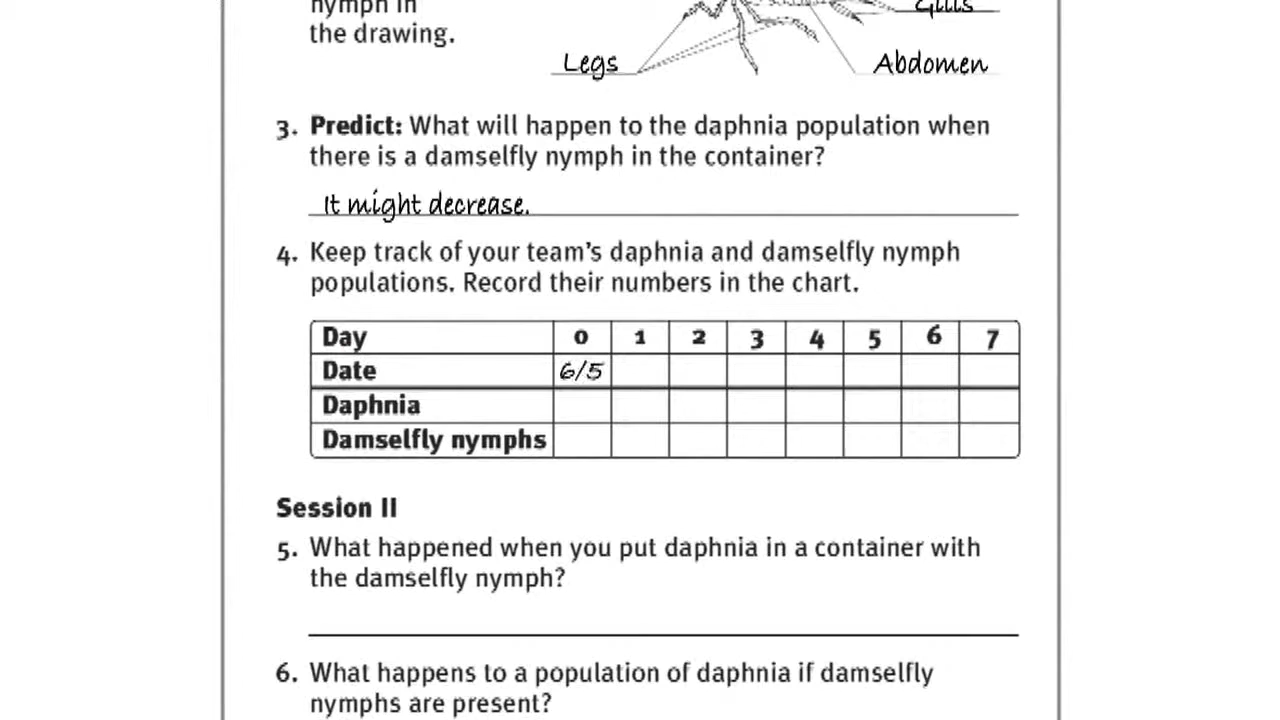 nymph in
the drawing.
Gills
Legs
Abdomen
3. Predict: What will happen to the daphnia population when
there is a damselfly nymph in the container?
It might decrease.
4. Keep track of your team's daphnia and damselfly nymph
populations. Record their numbers in the chart.
Day 0 1 2 3 4 5 6 7
Date 6/5
Daphnia
Damselfly nymphs
Session II
5. What happened when you put daphnia in a container with
the damselfly nymph?
6. What happens to a population of daphnia if damselfly
nymphs are present?